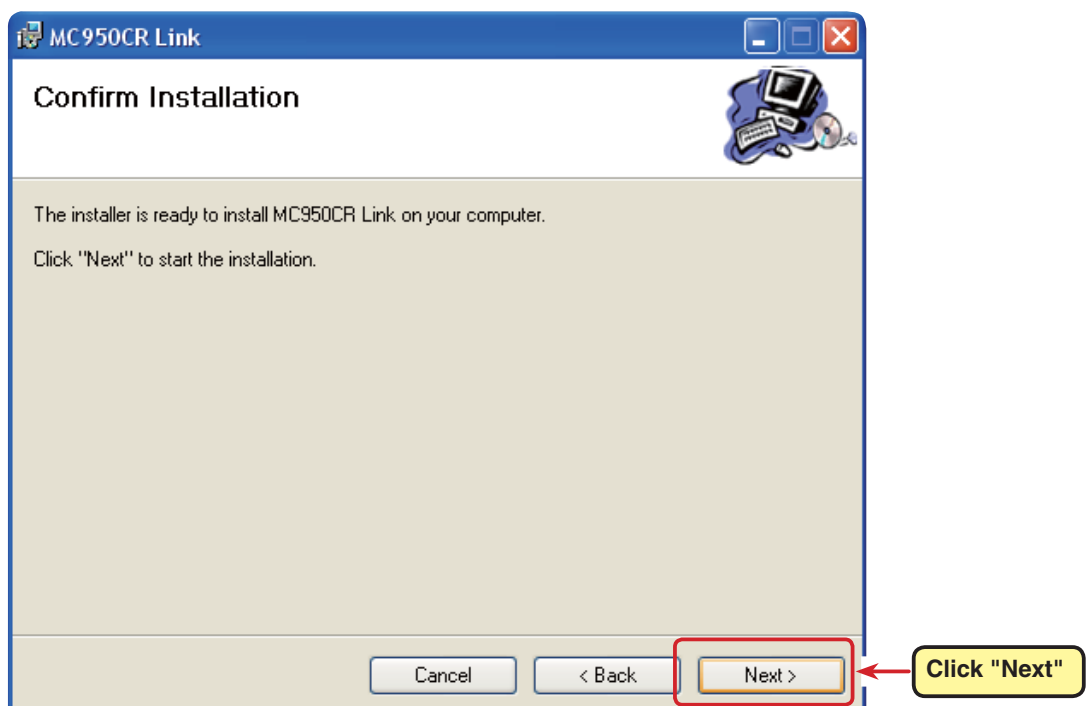 MC950CR Link
Confirm Installation
The installer is ready to install MC950CR Link on your computer.
Click "Next" to start the installation.
Cancel
< Back
Next >
Click "Next"